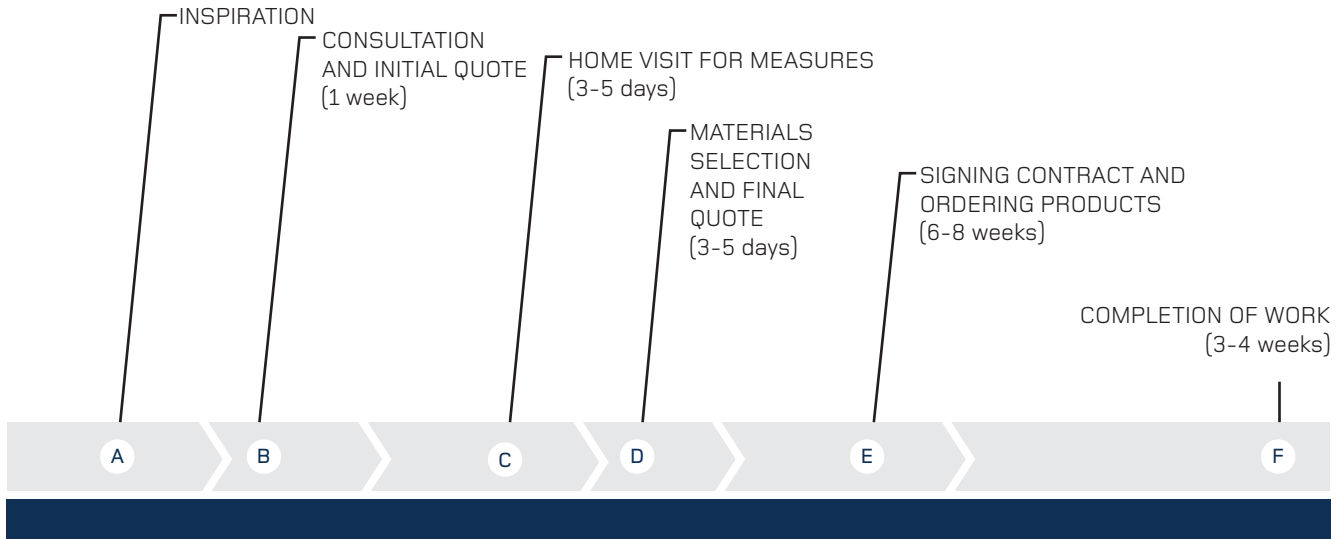 INSPIRATION
CONSULTATION
AND INITIAL QUOTE
(1 week)
HOME VISIT FOR MEASURES
(3-5 days)
MATERIALS
SELECTION
AND FINAL
QUOTE
(3-5 days)
SIGNING CONTRACT AND
ORDERING PRODUCTS
(6-8 weeks)
COMPLETION OF WORK
(3-4 weeks)
A
B
C
D
E
F